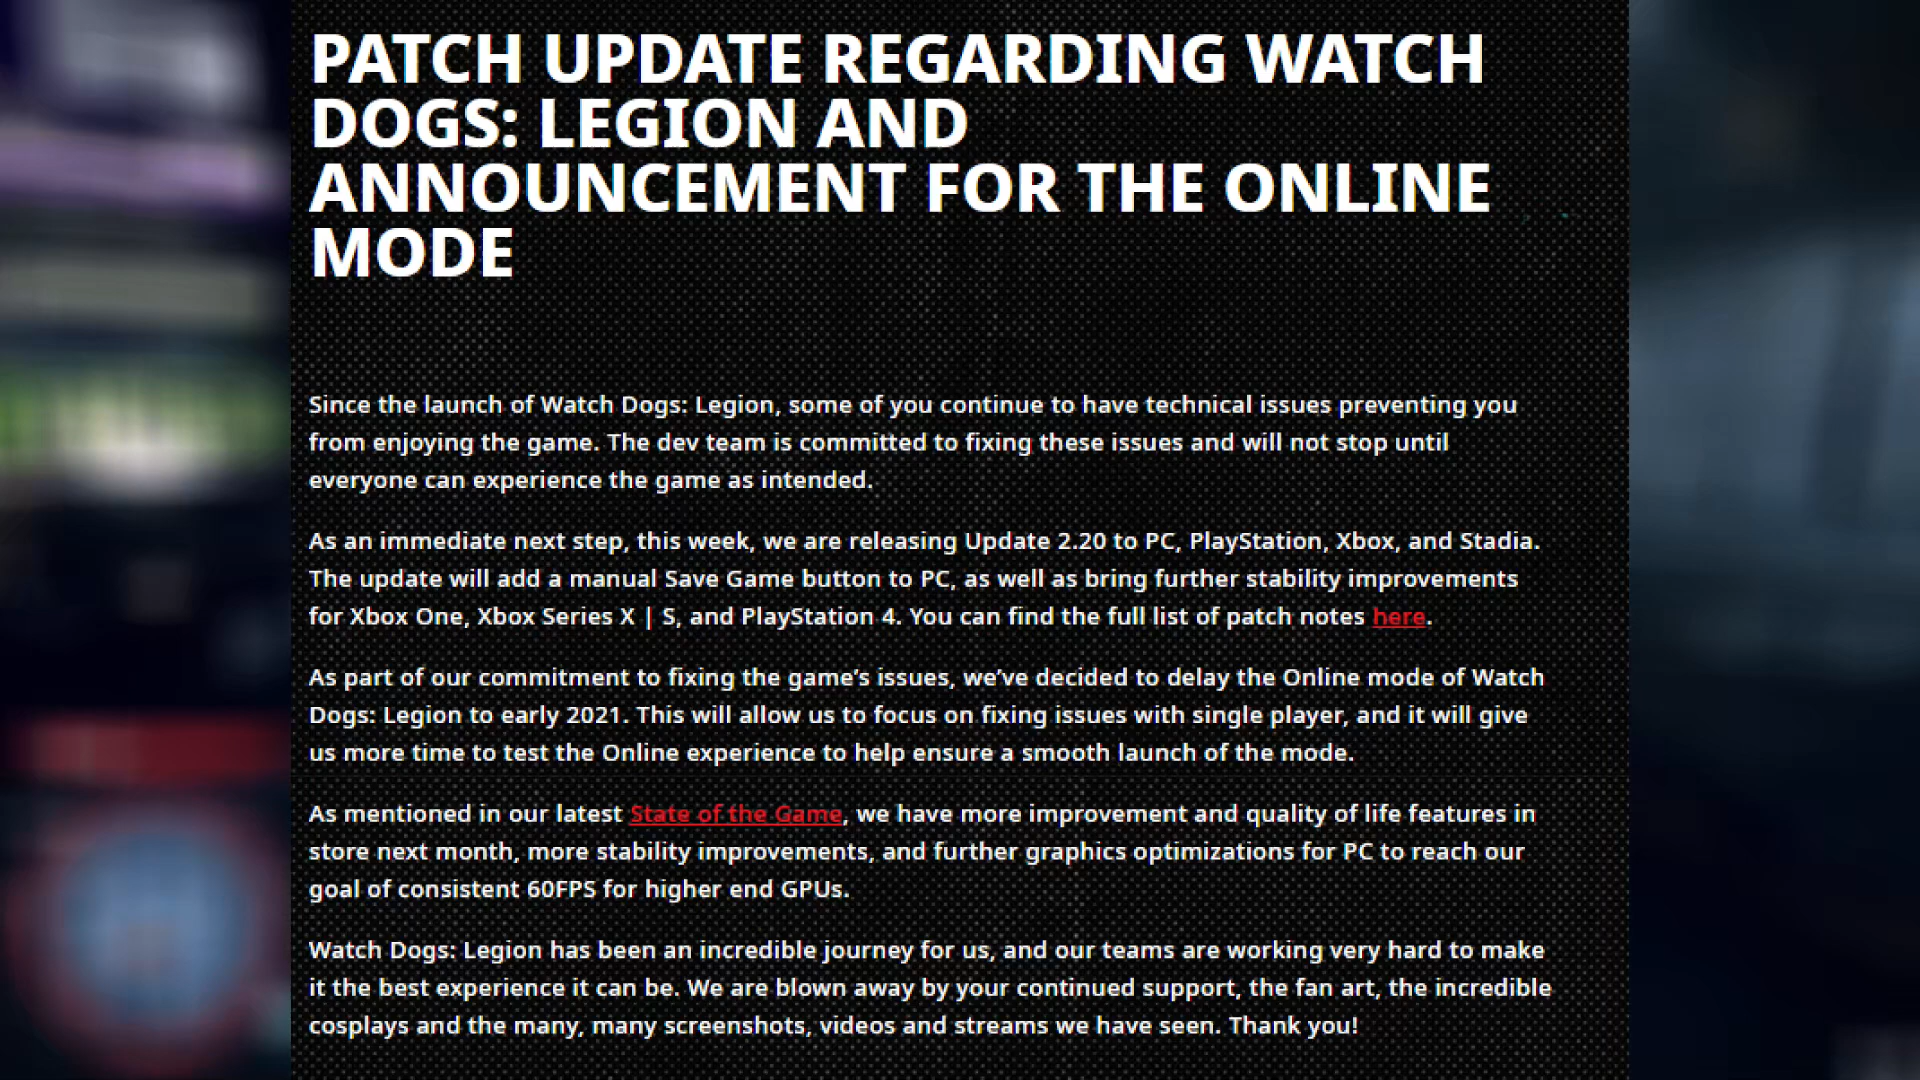 PATCH UPDATE REGARDING WATCH
DOGS: LEGION AND
ANNOUNCEMENT FOR THE ONLINE
MODE
Since the launch of Watch Dogs: Legion, some of you continue to have technical issues preventing you
from enjoying the game. The dev team is committed to fixing these issues and will not stop until
everyone can experience the game as intended.
As an immediate next step, this week, we are releasing Update 2.20 to PC, PlayStation, Xbox, and Stadia.
The update will add a manual Save Game button to PC, as well as bring further stability improvements
for Xbox One, Xbox Series X | S, and PlayStation 4. You can find the full list of patch notes here.
As part of our commitment to fixing the game’s issues, we’ve decided to delay the Online mode of Watch
Dogs: Legion to early 2021. This will allow us to focus on fixing issues with single player, and it will give
us more time to test the Online experience to help ensure a smooth launch of the mode.
As mentioned in our latest State of the Game, we have more improvement and quality of life features in
store next month, more stability improvements, and further graphics optimizations for PC to reach our
goal of consistent 60FPS for higher end GPUs.
Watch Dogs: Legion has been an incredible journey for us, and our teams are working very hard to make
it the best experience it can be. We are blown away by your continued support, the fan art, the incredible
cosplays and the many, many screenshots, videos and streams we have seen. Thank you!